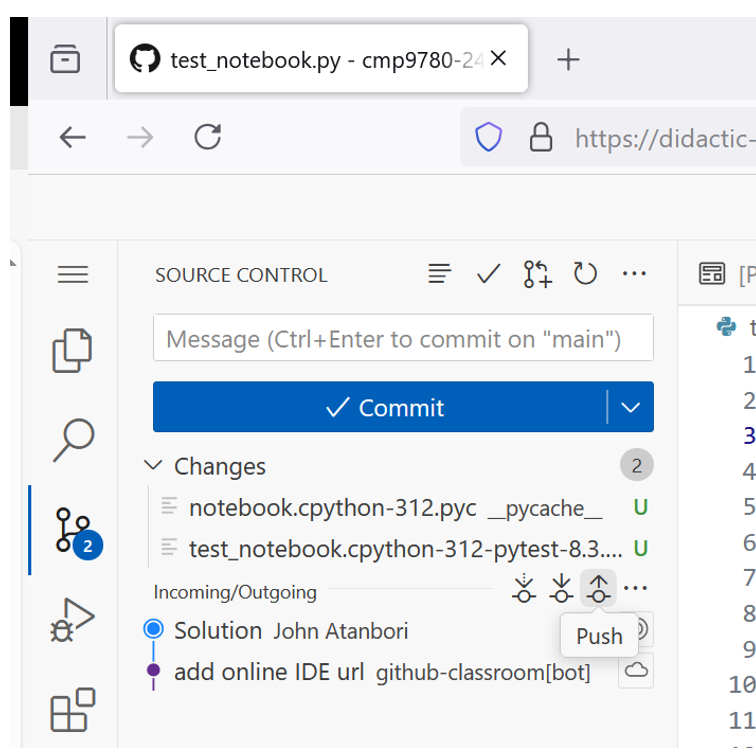 test_notebook.py - cmp9780-24
https://didactic-
SOURCE CONTROL
[P
Message (Ctrl+Enter to commit on "main")
Commit
Changes
2
notebook.cpython-312.pyc __pycache__ U
test_notebook.cpython-312-pytest-8.3.... U
2
Incoming/Outgoing
Push
Solution John Atanbori
add online IDE url github-classroom[bot]
t
1
2
3
4
5
6
7
8
9
10
11